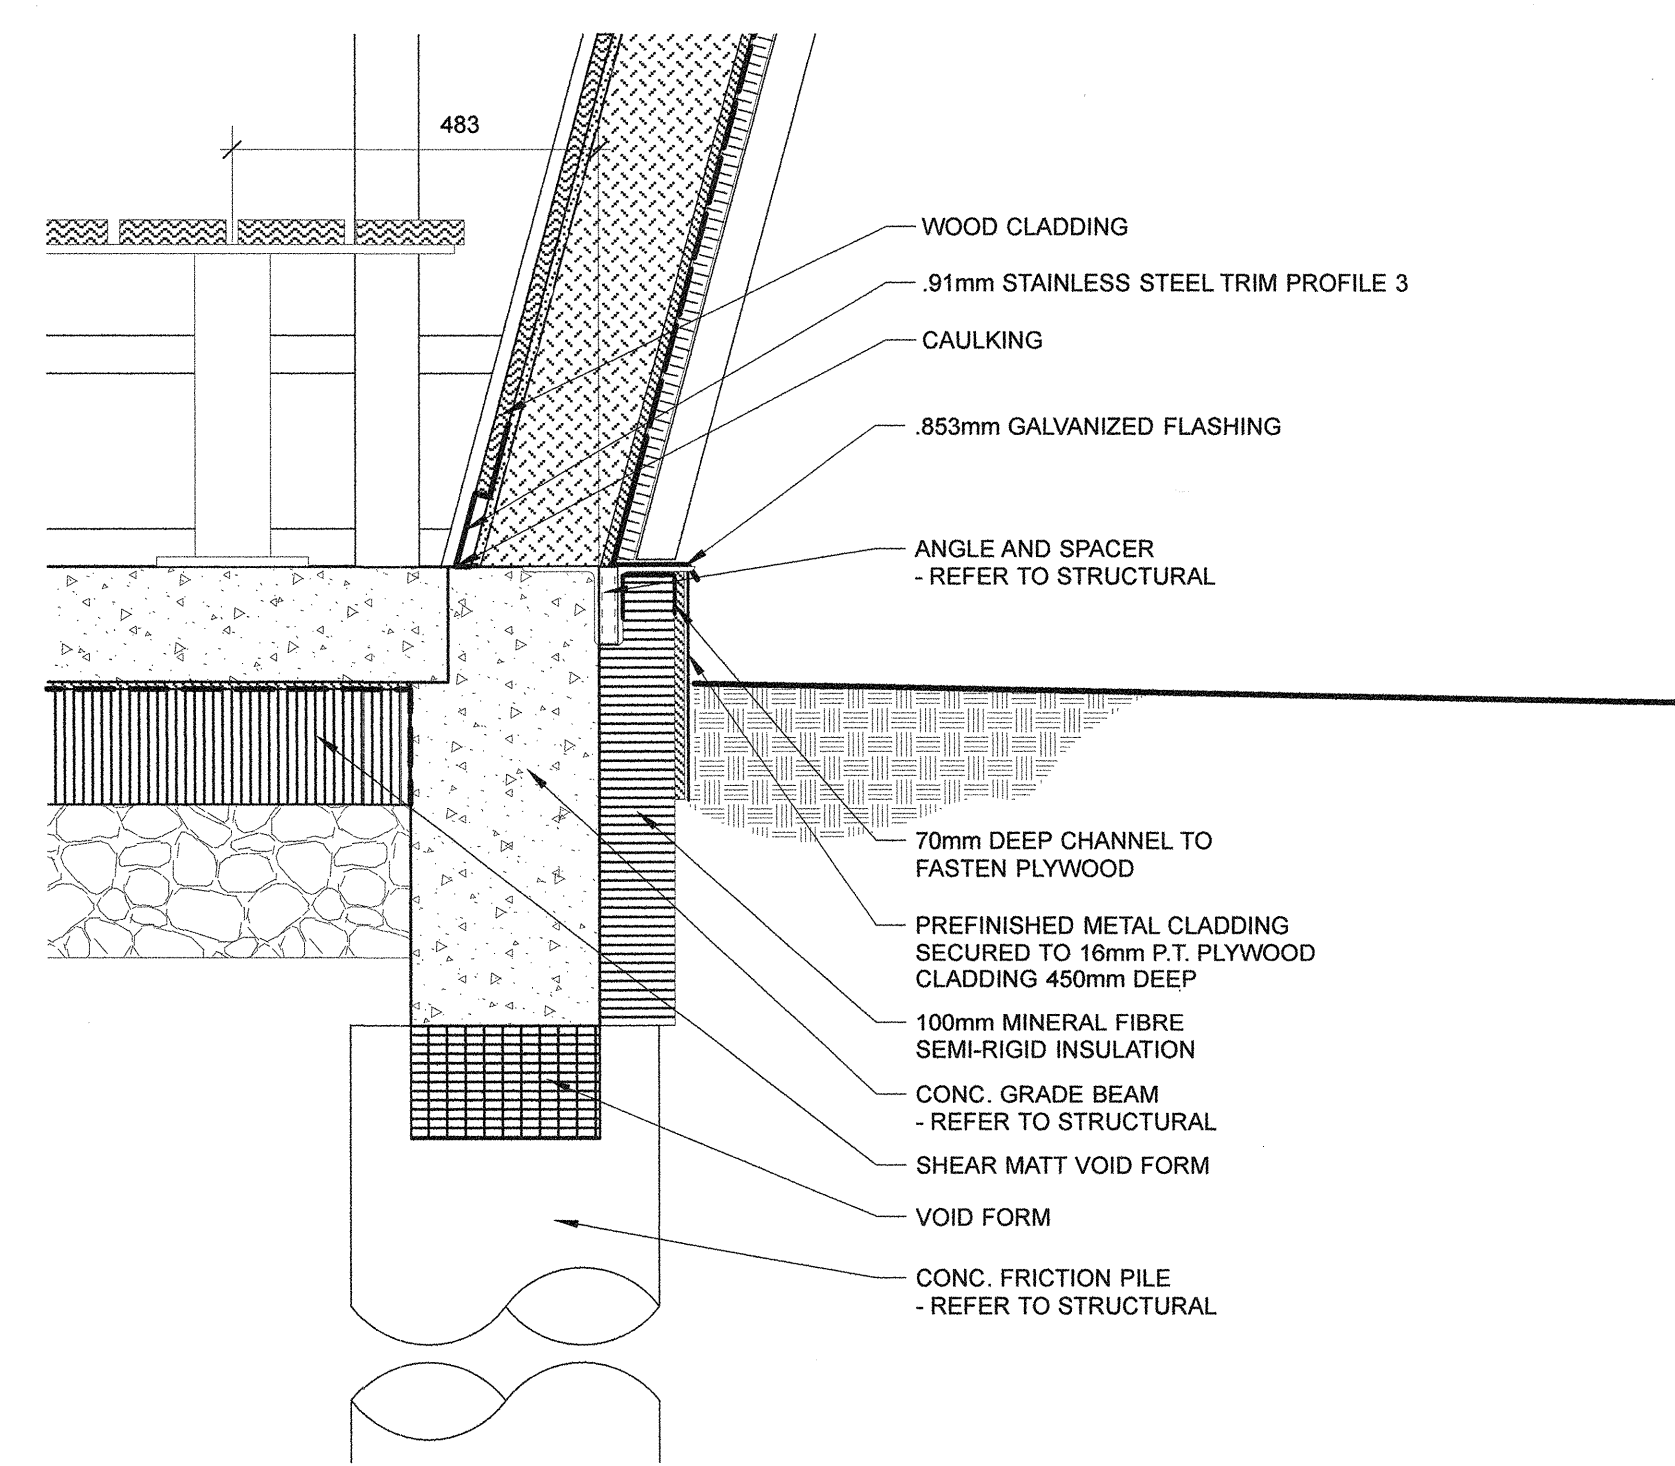 483
WOOD CLADDING
.91mm STAINLESS STEEL TRIM PROFILE 3
CAULKING
.853mm GALVANIZED FLASHING
ANGLE AND SPACER
- REFER TO STRUCTURAL
70mm DEEP CHANNEL TO
FASTEN PLYWOOD
PREFINISHED METAL CLADDING
SECURED TO 16mm P.T. PLYWOOD
CLADDING 450mm DEEP
100mm MINERAL FIBRE
SEMI-RIGID INSULATION
CONC. GRADE BEAM
- REFER TO STRUCTURAL
SHEAR MATT VOID FORM
VOID FORM
CONC. FRICTION PILE
- REFER TO STRUCTURAL